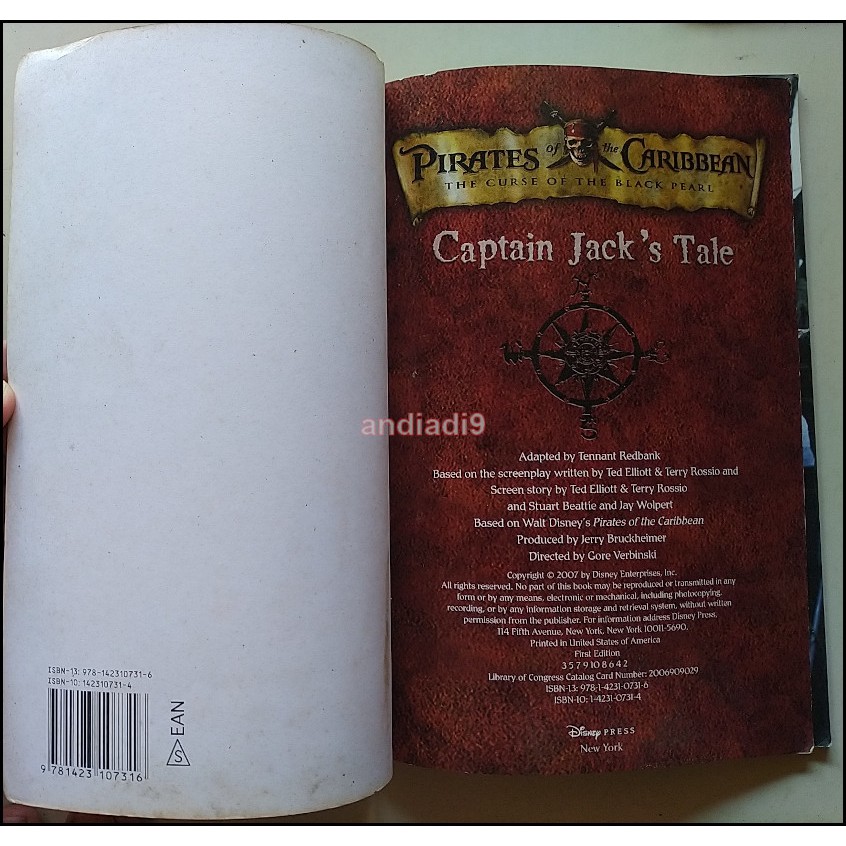 ISBN-13: 978-142310731-6
ISBN-10: 142310731-4
9 781423 107316
EAN
S
PIRATES of the CARIBBEAN
THE CURSE OF THE BLACK PEARL
Captain Jack's Tale
andiadi9
Adapted by Tennant Redbank
Based on the screenplay written by Ted Elliott & Terry Rossio and
Screen story by Ted Elliott & Terry Rossio
and Stuart Beattie and Jay Wolpert
Based on Walt Disney's Pirates of the Caribbean
Produced by Jerry Bruckheimer
Directed by Gore Verbinski
Copyright © 2007 by Disney Enterprises, Inc.
All rights reserved. No part of this book may be reproduced or transmitted in any
form or by any means, electronic or mechanical, including photocopying,
recording, or by any information storage and retrieval system, without written
permission from the publisher. For information address Disney Press,
114 Fifth Avenue, New York, New York 10011-5690.
Printed in United States of America
First Edition
3 5 7 9 10 8 6 4 2
Library of Congress Catalog Card Number: 2006909029
ISBN-13: 978-1-4231-0731-6
ISBN-10: 1-4231-0731-4
Disney PRESS
New York